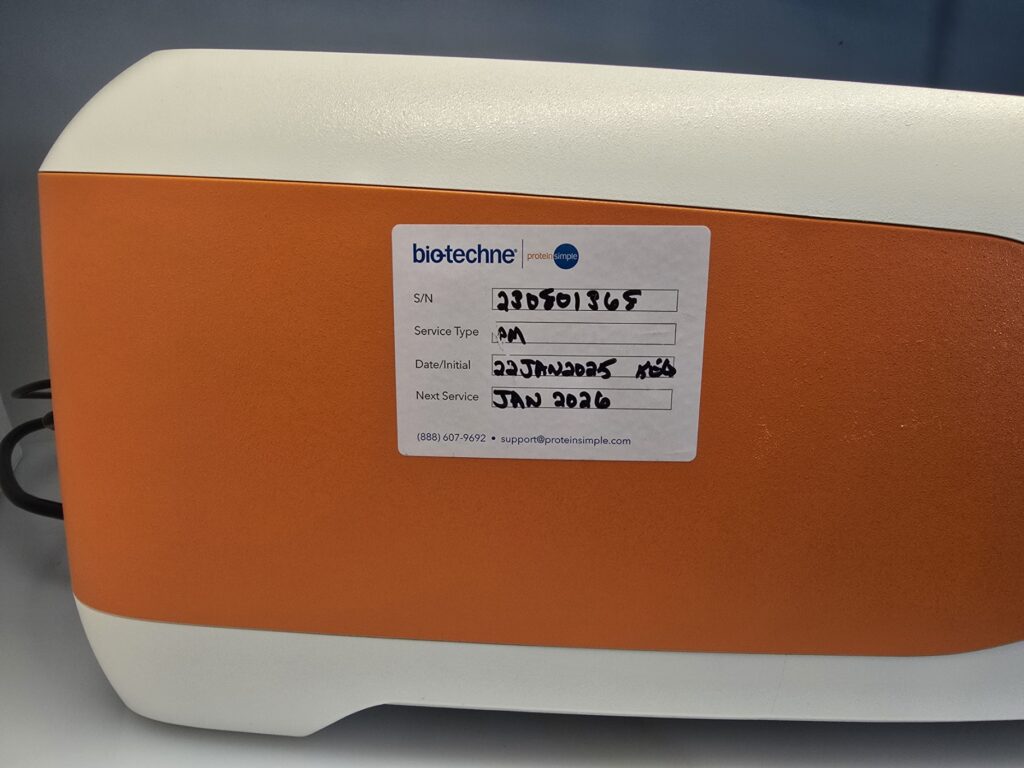 bio-techne® | proteinsimple
S/N 230501365
Service Type PM
Date/Initial 22JAN2025
Next Service JAN 2026
(888) 607-9692 • support@proteinsimple.com